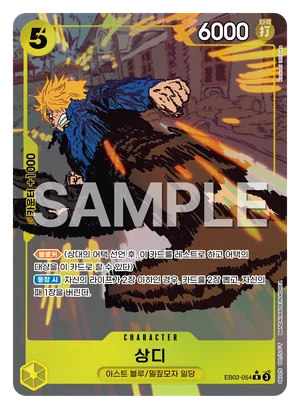 5
6000
타격
打
카운터+1000
SAMPLE
블로커 (상대의 어택 선언 후, 이 카드를 레스트로 하고 어택의
대상을 이 카드로 할 수 있다)
등장 시 자신의 라이프가 2장 이하인 경우, 카드를 2장 뽑고, 자신의
패 1장을 버린다.
CHARACTER
상디
이스트 블루/밀짚모자 일당
EB02-054 R
3